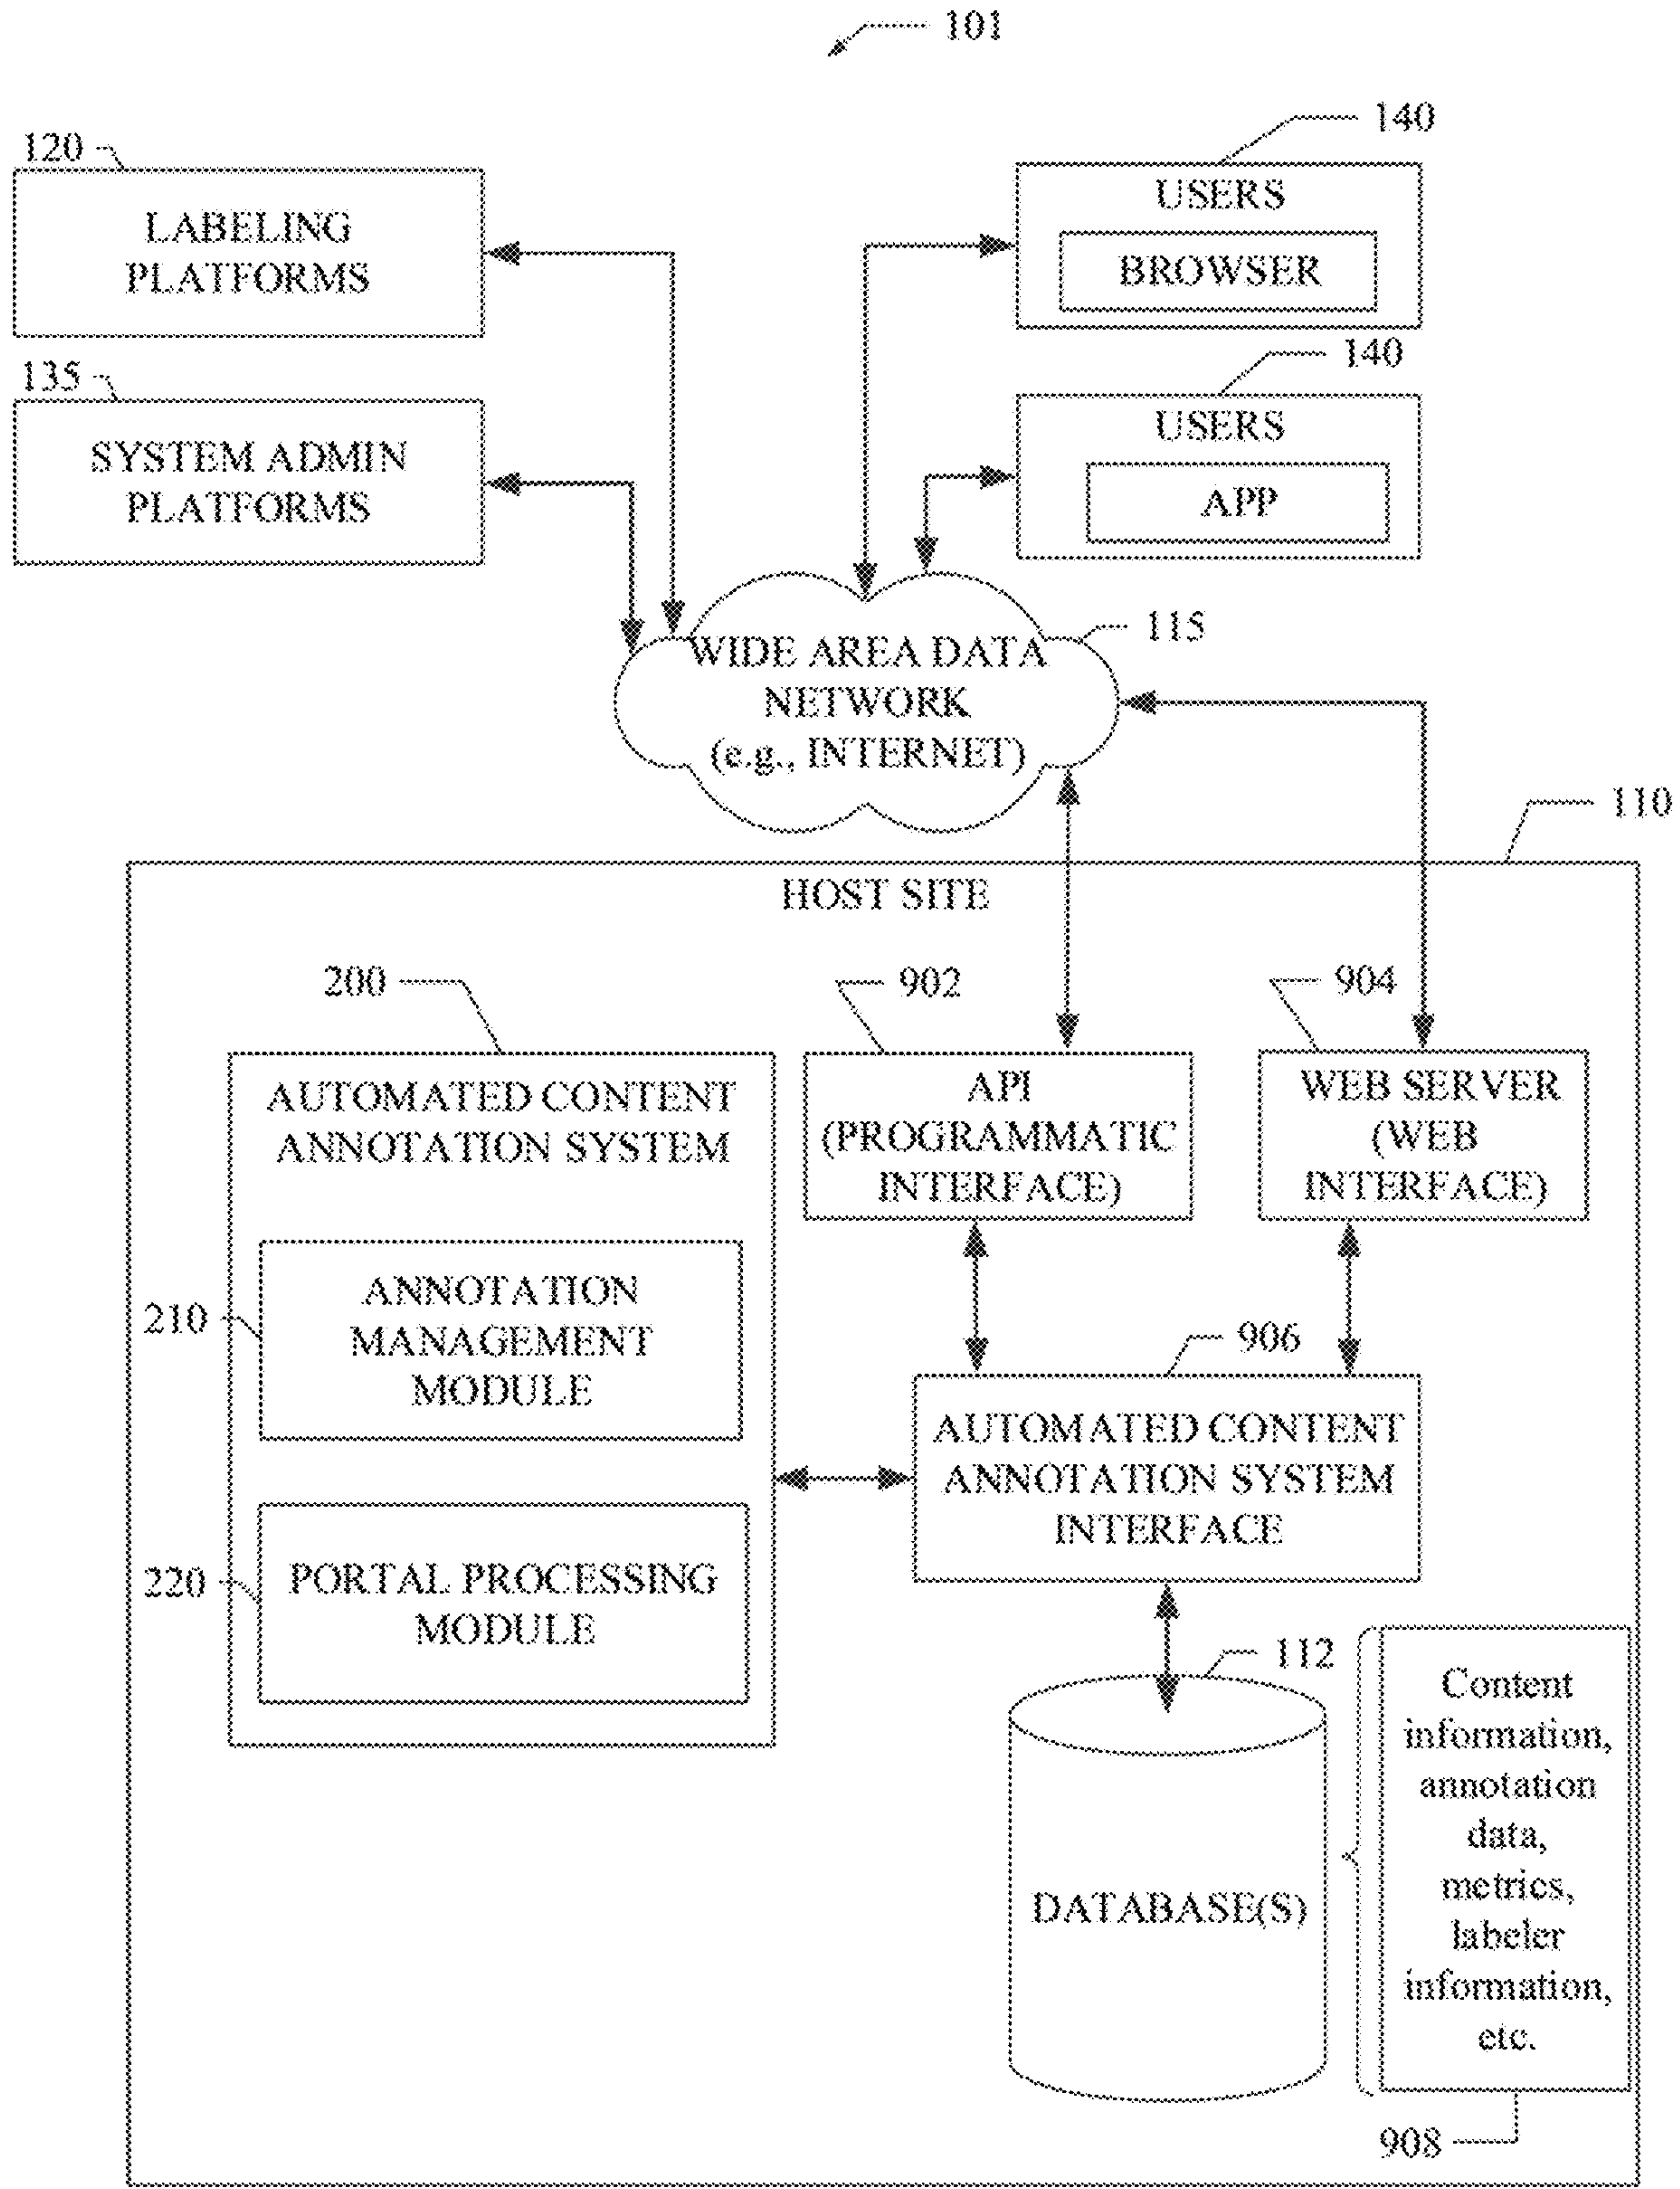 101
120
LABELING
PLATFORMS
140
USERS
BROWSER
135
SYSTEM ADMIN
PLATFORMS
140
USERS
APP
WIDE AREA DATA
NETWORK
(e.g., INTERNET)
115
110
HOST SITE
200
AUTOMATED CONTENT
ANNOTATION SYSTEM
902
API
(PROGRAMMATIC
INTERFACE)
904
WEB SERVER
(WEB
INTERFACE)
210
ANNOTATION
MANAGEMENT
MODULE
906
AUTOMATED CONTENT
ANNOTATION SYSTEM
INTERFACE
220
PORTAL PROCESSING
MODULE
112
DATABASE(S)
Content
information,
annotation
data,
metrics,
labeler
information,
etc.
908